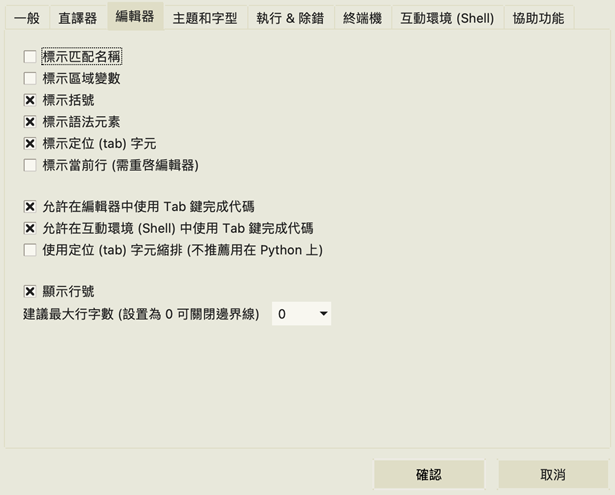 一般 直譯器 編輯器 主題和字型 執行 & 除錯 終端機 互動環境 (Shell) 協助功能
標示匹配名稱
標示區域變數
標示括號
標示語法元素
標示定位 (tab) 字元
標示當前行 (需重啓編輯器)
允許在編輯器中使用 Tab 鍵完成代碼
允許在互動環境 (Shell) 中使用 Tab 鍵完成代碼
使用定位 (tab) 字元縮排 (不推薦用在 Python 上)
顯示行號
建議最大行字數 (設置為 0 可關閉邊界線) 0
確認 取消